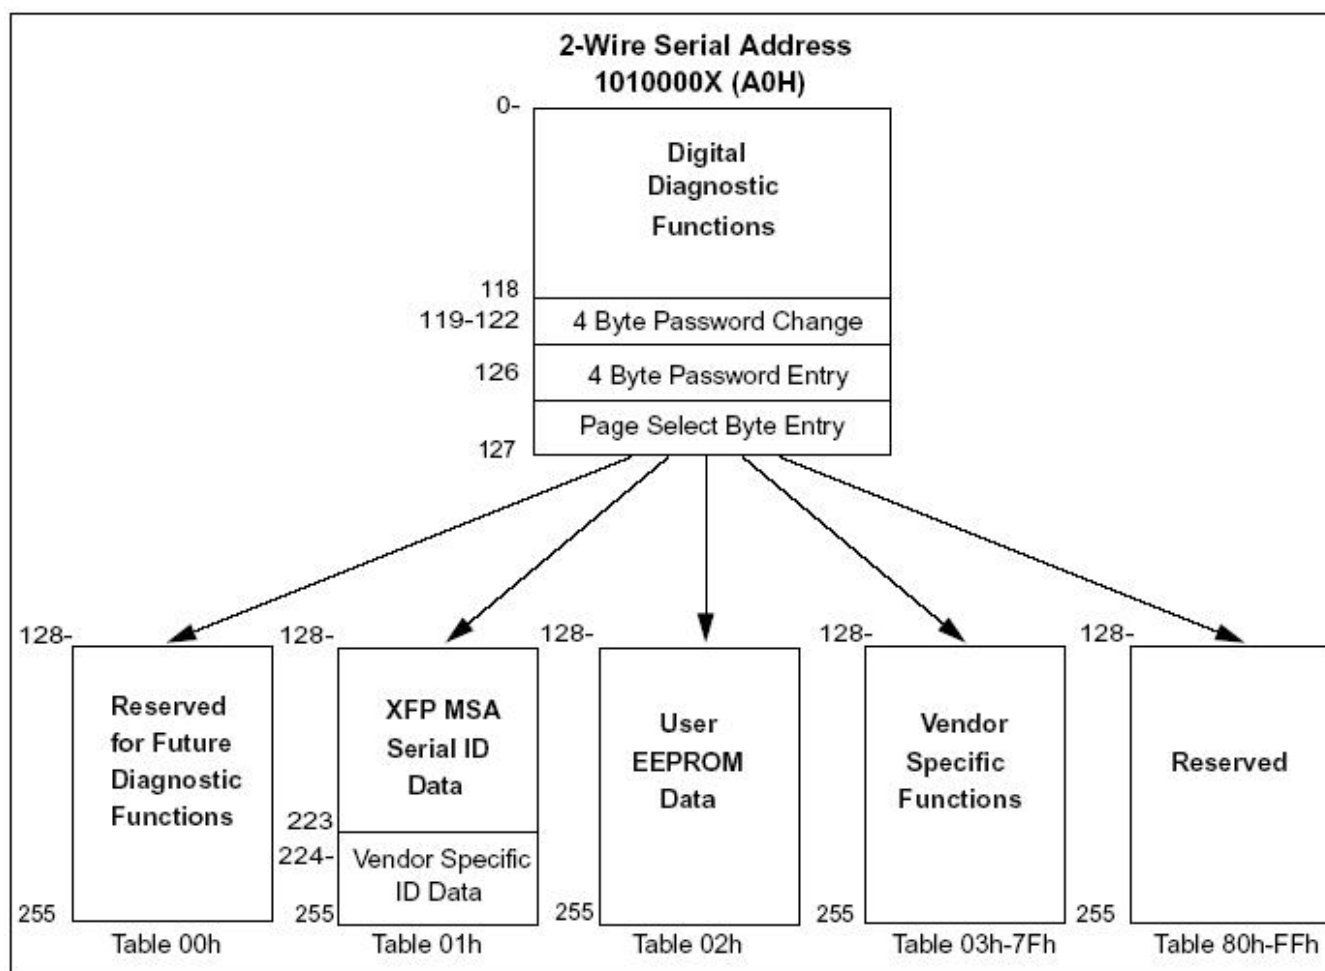 2-Wire Serial Address
1010000X (A0H)
0-
Digital
Diagnostic
Functions
118
119-122
4 Byte Password Change
126
4 Byte Password Entry
Page Select Byte Entry
127
128-
Reserved
for Future
Diagnostic
Functions
255
Table 00h
128-
XFP MSA
Serial ID
Data
223
224-
Vendor Specific
ID Data
255
Table 01h
128-
User
EEPROM
Data
255
Table 02h
128-
Vendor
Specific
Functions
255
Table 03h-7Fh
128-
Reserved
255
Table 80h-FFh